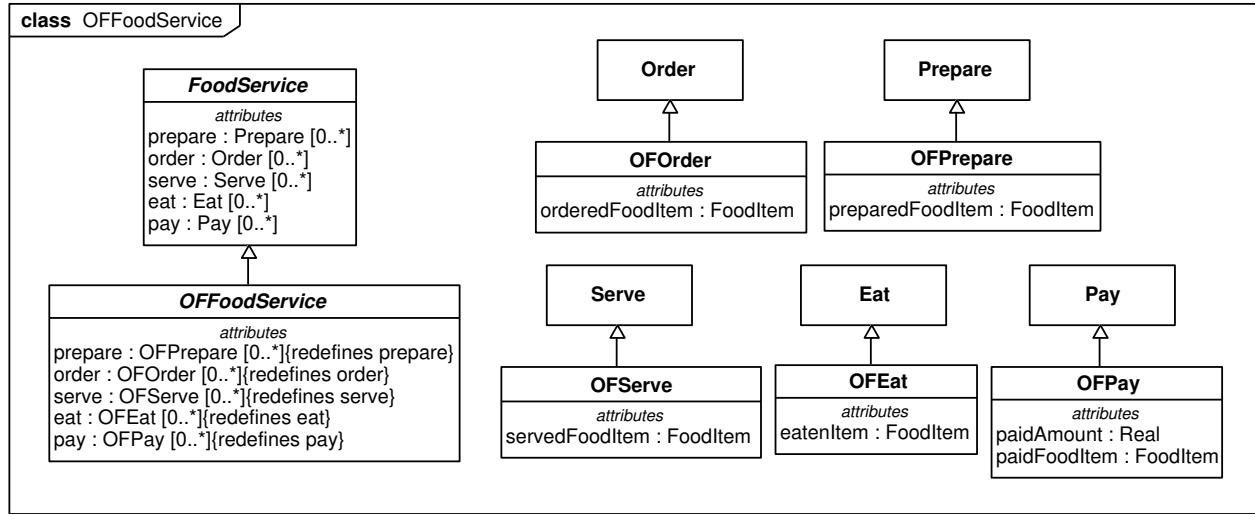 class OFFoodService
FoodService
attributes
prepare : Prepare [0..*]
order : Order [0..*]
serve : Serve [0..*]
eat : Eat [0..*]
pay : Pay [0..*]
OFFoodService
attributes
prepare : OFPrepare [0..*]{redefines prepare}
order : OFOrder [0..*]{redefines order}
serve : OFServe [0..*]{redefines serve}
eat : OFEat [0..*]{redefines eat}
pay : OFPay [0..*]{redefines pay}
Order
OFOrder
attributes
orderedFoodItem : FoodItem
Prepare
OFPrepare
attributes
preparedFoodItem : FoodItem
Serve
OFServe
attributes
servedFoodItem : FoodItem
Eat
OFEat
attributes
eatenItem : FoodItem
Pay
OFPay
attributes
paidAmount : Real
paidFoodItem : FoodItem